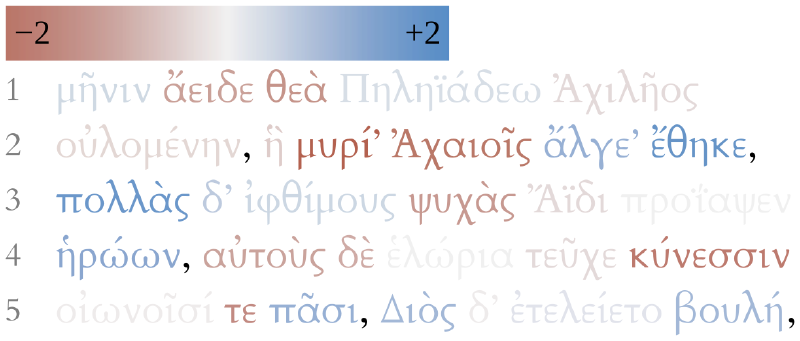 −2 +2
1 μῆνιν ἄειδε θεὰ Πηληϊάδεω Ἀχιλῆος
2 οὐλομένην, ἣ μυρί’ Ἀχαιοῖς ἄλγε’ ἔθηκε,
3 πολλὰς δ’ ἰφθίμους ψυχὰς Ἄϊδι προΐαψεν
4 ἡρώων, αὐτοὺς δὲ ἑλώρια τεῦχε κύνεσσιν
5 οἰωνοῖσί τε πᾶσι, Διὸς δ’ ἐτελείετο βουλή,